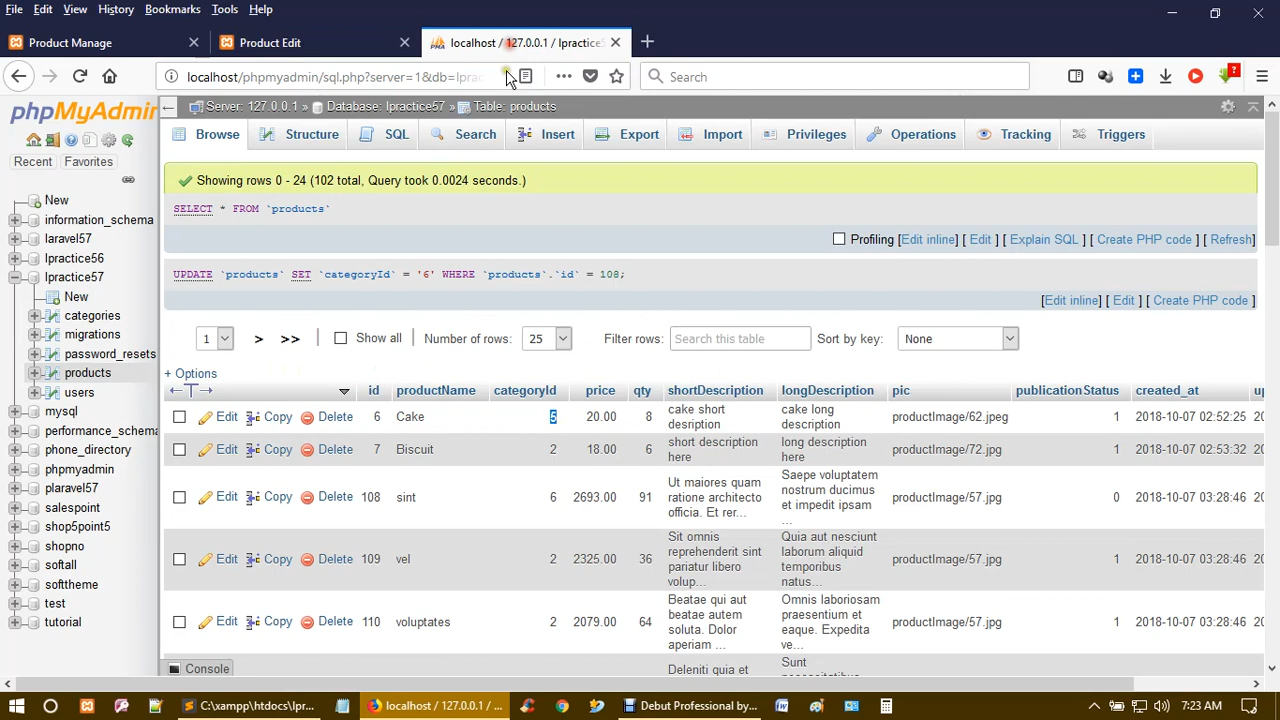 File Edit View History Bookmarks Tools Help
Product Manage
Product Edit
localhost / 127.0.0.1 / lpractice5
localhost/phpmyadmin/sql.php?server=1&db=lprac
Search
phpMyAdmin
Recent Favorites
New
information_schema
laravel57
lpractice56
lpractice57
New
categories
migrations
password_resets
products
users
mysql
performance_schema
phone_directory
phpmyadmin
plaravel57
salespoint
shop5point5
shopno
softall
softtheme
test
tutorial
Server: 127.0.0.1 » Database: lpractice57 » Table: products
Browse Structure SQL Search Insert Export Import Privileges Operations Tracking Triggers
Showing rows 0 - 24 (102 total, Query took 0.0024 seconds.)
SELECT * FROM `products`
Profiling [Edit inline] [ Edit ] [ Explain SQL ] [ Create PHP code ] [ Refresh]
UPDATE `products` SET `categoryId` = '6' WHERE `products`.`id` = 108;
[Edit inline] [ Edit ] [ Create PHP code ]
1 > >> Show all Number of rows: 25 Filter rows: Search this table Sort by key: None
+ Options
←T→ id productName categoryId price qty shortDescription longDescription pic publicationStatus created_at up
Edit Copy Delete 6 Cake 5 20.00 8 cake short desription cake long description productImage/62.jpeg 1 2018-10-07 02:52:25 20
Edit Copy Delete 7 Biscuit 2 18.00 6 short description here long description here productImage/72.jpg 1 2018-10-07 02:53:32 20
Edit Copy Delete 108 sint 6 2693.00 91 Ut maiores quam ratione architecto officia. Et rer... Saepe voluptatem nostrum ducimus et impedit ipsam ... productImage/57.jpg 0 2018-10-07 03:28:46 20
Edit Copy Delete 109 vel 2 2325.00 36 Sit omnis reprehenderit sint pariatur libero volup... Quia aut nesciunt laborum aliquid temporibus natus... productImage/57.jpg 1 2018-10-07 03:28:46 20
Edit Copy Delete 110 voluptates 2 2079.00 64 Beatae qui aut beatae autem soluta. Dolor aperiam ... Omnis laboriosam praesentium et eaque. Expedita ve... productImage/57.jpg 1 2018-10-07 03:28:46 20
Deleniti quia et Sunt
Console
C:\xampp\htdocs\lpr... localhost / 127.0.0.1 / ... Debut Professional by... 7:23 AM